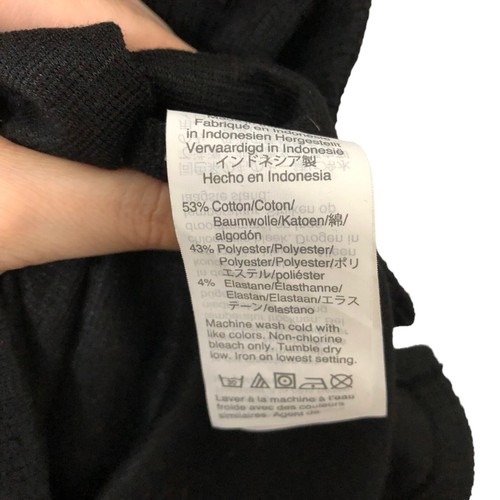 Fabriqué en Indonésie
in Indonesien Hergestellt
Vervaardigd in Indonesië
インドネシア製
Hecho en Indonesia
53% Cotton/Coton/
Baumwolle/Katoen/綿/
algodón
43% Polyester/Polyester/
Polyester/Polyester/ポリ
エステル/poliéster
4% Elastane/Élasthanne/
Elastan/Elastaan/エラス
テーン/elastano
Machine wash cold with
like colors. Non-chlorine
bleach only. Tumble dry
low. Iron on lowest setting.
Laver à la machine à l'eau
froide avec des couleurs
similaires. Agent de